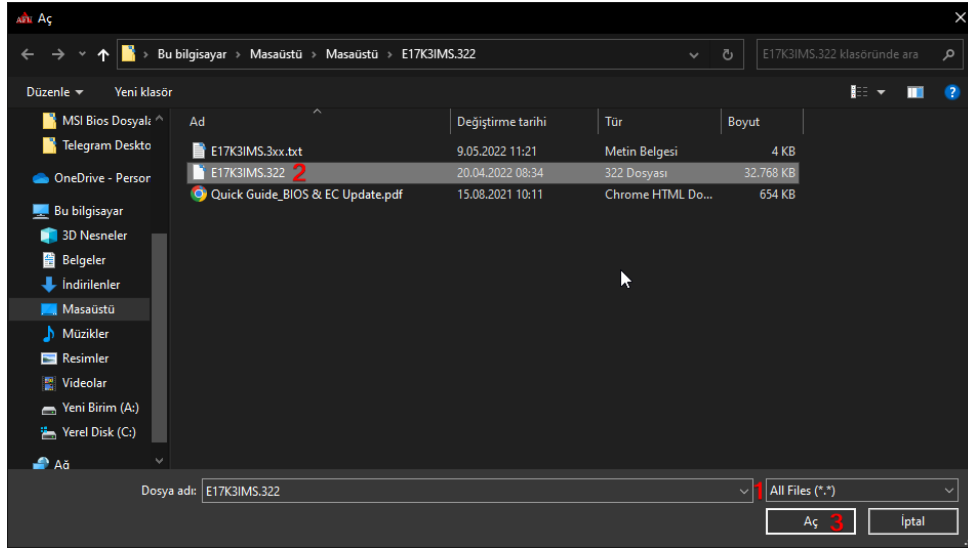 Aç
Bu bilgisayar > Masaüstü > Masaüstü > E17K3IMS.322
E17K3IMS.322 klasöründe ara
Düzenle Yeni klasör
MSI Bios Dosyala
Telegram Deskto
OneDrive - Person
Bu bilgisayar
3D Nesneler
Belgeler
İndirilenler
Masaüstü
Müzikler
Resimler
Videolar
Yeni Birim (A:)
Yerel Disk (C:)
Ağ
Ad Değiştirme tarihi Tür Boyut
E17K3IMS.3xx.txt 9.05.2022 11:21 Metin Belgesi 4 KB
E17K3IMS.322 2 20.04.2022 08:34 322 Dosyası 32.768 KB
Quick Guide_BIOS & EC Update.pdf 15.08.2021 10:11 Chrome HTML Do... 654 KB
Dosya adı: E17K3IMS.322 1 All Files (*.*)
Aç 3 İptal